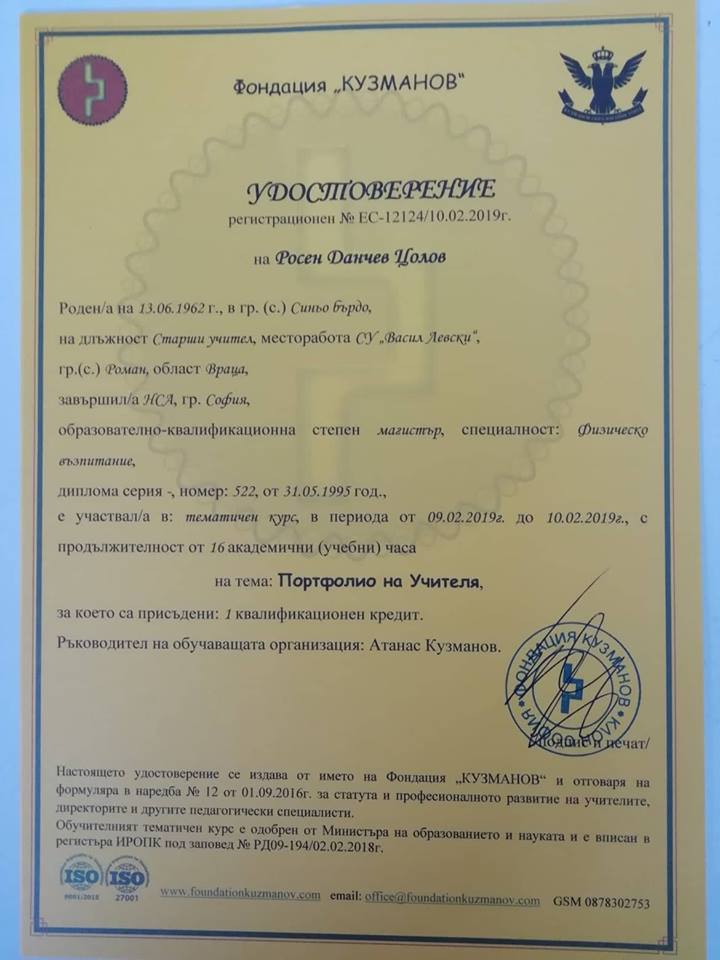 Фондация „КУЗМАНОВ“
УДОСТОВЕРЕНИЕ
регистрационен № ЕС-12124/10.02.2019г.
на Росен Данчев Цолов
Роден/а на 13.06.1962 г., в гр. (с.) Синьо бърдо,
на длъжност Старши учител, месторабота СУ „Васил Левски“,
гр.(с.) Роман, област Враца,
завършил/а НСА, гр. София,
образователно-квалификационна степен магистър, специалност: Физическо
възпитание,
диплома серия -, номер: 522, от 31.05.1995 год.,
е участвал/а в: тематичен курс, в периода от 09.02.2019г. до 10.02.2019г., с
продължителност от 16 академични (учебни) часа
на тема: Портфолио на Учителя,
за което са присъдени: 1 квалификационен кредит.
Ръководител на обучаващата организация: Атанас Кузманов.
ФОНДАЦИЯ КУЗМАНОВ * КЛОН СОФИЯ *
/подпис и печат/
Настоящето удостоверение се издава от името на Фондация „КУЗМАНОВ“ и отговаря на
формуляра в наредба № 12 от 01.09.2016г. за статута и професионалното развитие на учителите,
директорите и другите педагогически специалисти.
Обучителният тематичен курс е одобрен от Министъра на образованието и науката и е вписан в
регистъра ИРОПК под заповед № РД09-194/02.02.2018г.
ISO ISO
9001:2015 27001
www.foundationkuzmanov.com email: office@foundationkuzmanov.com GSM 0878302753